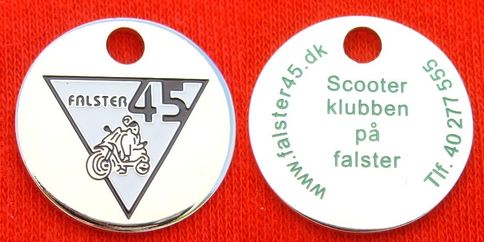 FALSTER 45
www.falster45.dk
Scooter
klubben
på
falster
Tlf. 40 277 555